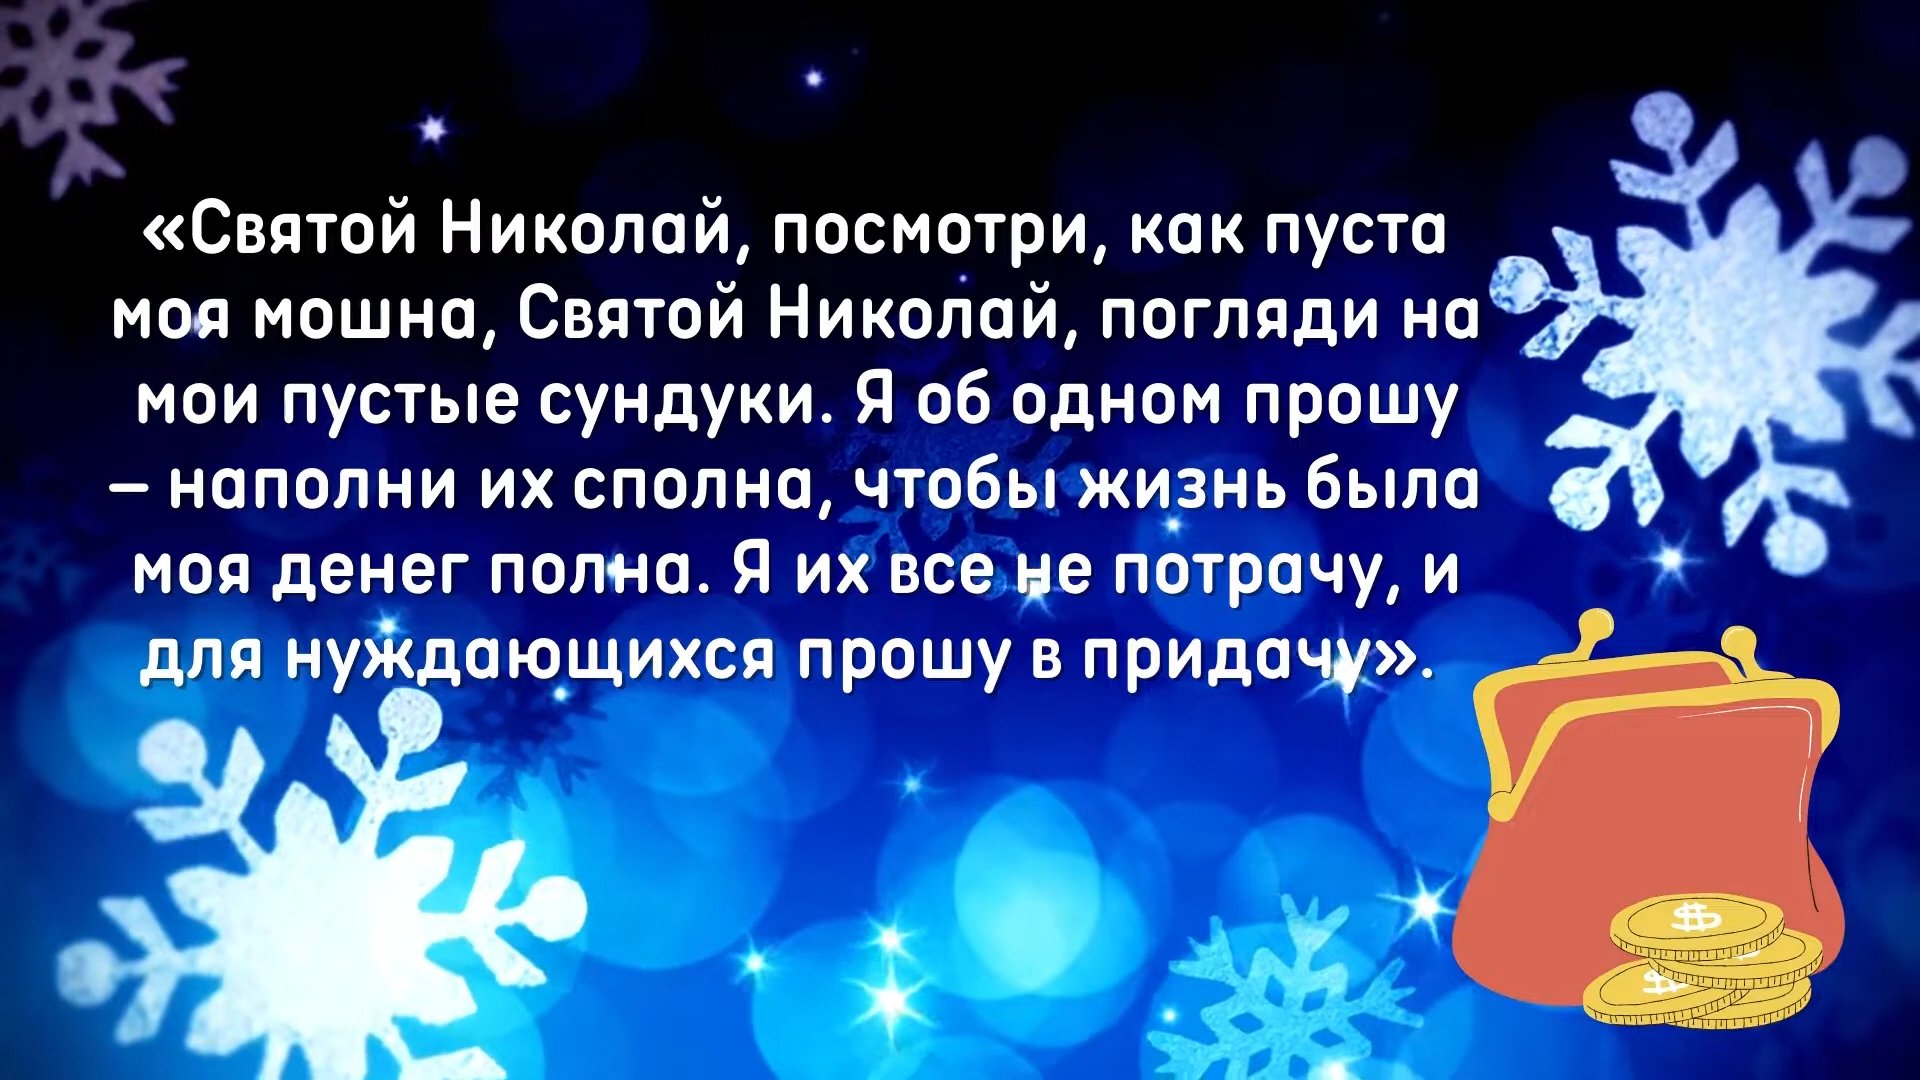 «Святой Николай, посмотри, как пуста
моя мошна, Святой Николай, погляди на
мои пустые сундуки. Я об одном прошу
– наполни их сполна, чтобы жизнь была
моя денег полна. Я их все не потрачу, и
для нуждающихся прошу в придачу».
$
$